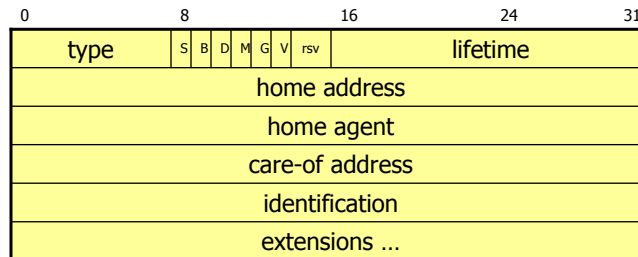 0 8 16 24 31
type S B D M G V rsv lifetime
home address
home agent
care-of address
identification
extensions ...